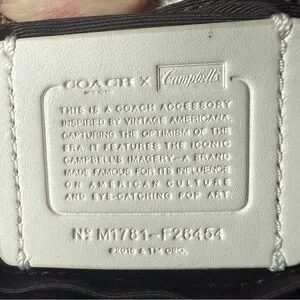 COACH × Campbell's
THIS IS A COACH ACCESSORY
INSPIRED BY VINTAGE AMERICANA
CAPTURING THE OPTIMISM OF THE
ERA. IT FEATURES THE ICONIC
CAMPBELL'S IMAGERY–A BRAND
MADE FAMOUS FOR ITS INFLUENCE
ON AMERICAN CULTURE
AND EYE-CATCHING POP ART.
Nº M1781-F26454